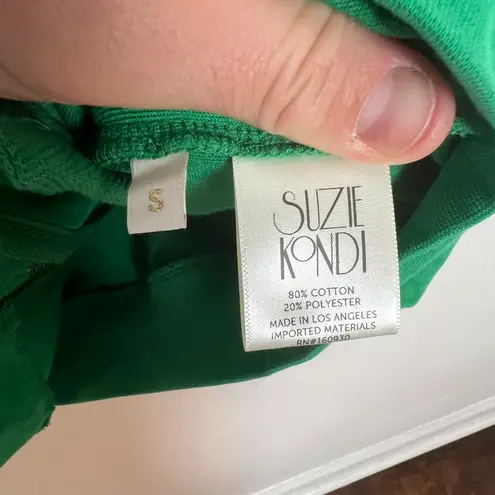 S
SUZIE
KONDI
80% COTTON
20% POLYESTER
MADE IN LOS ANGELES
IMPORTED MATERIALS
RN#160930